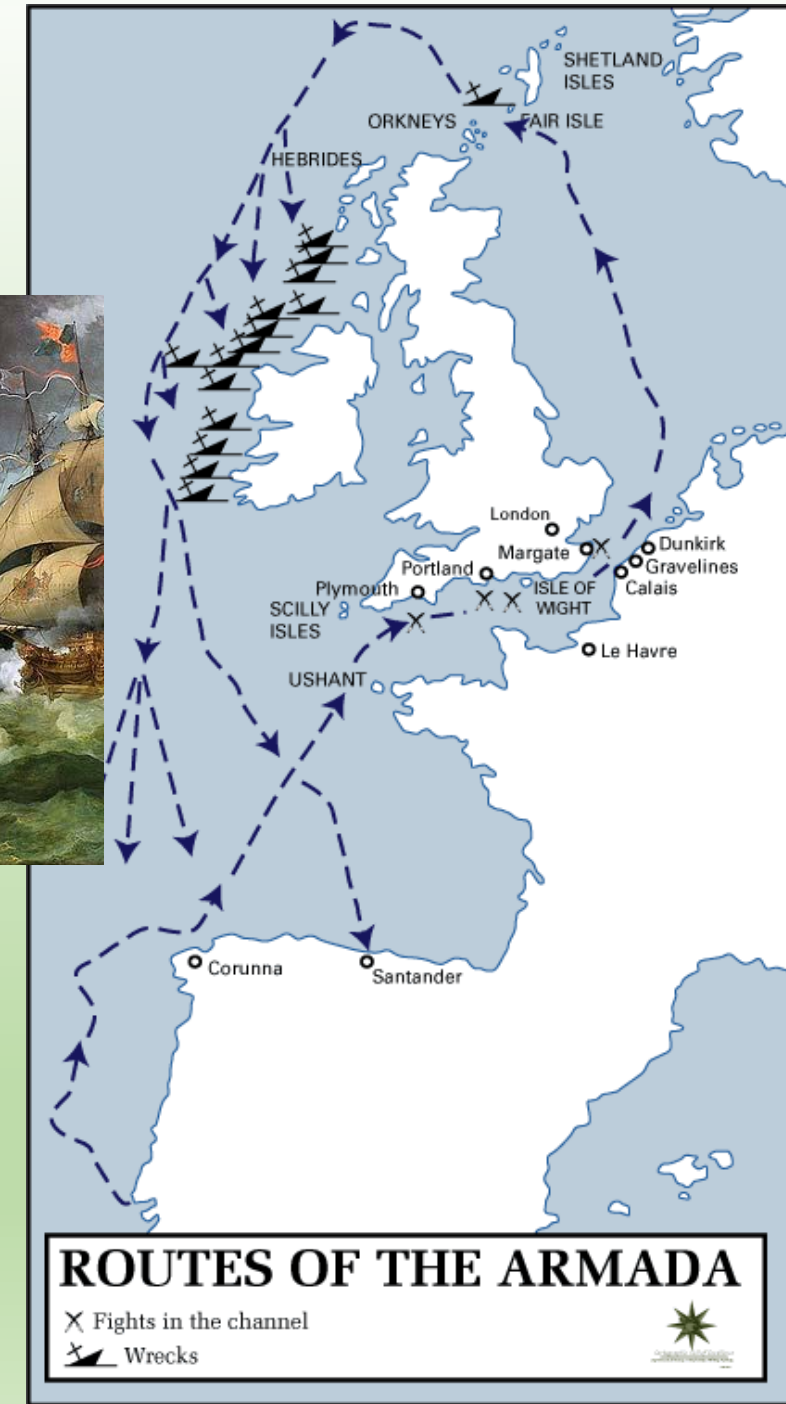 SHETLAND
ISLES
ORKNEYS
FAIR ISLE
HEBRIDES
London
Margate
Dunkirk
Gravelines
Calais
Portland
Plymouth
ISLE OF
WIGHT
SCILLY
ISLES
Le Havre
USHANT
Corunna
Santander
ROUTES OF THE ARMADA
Fights in the channel
Wrecks